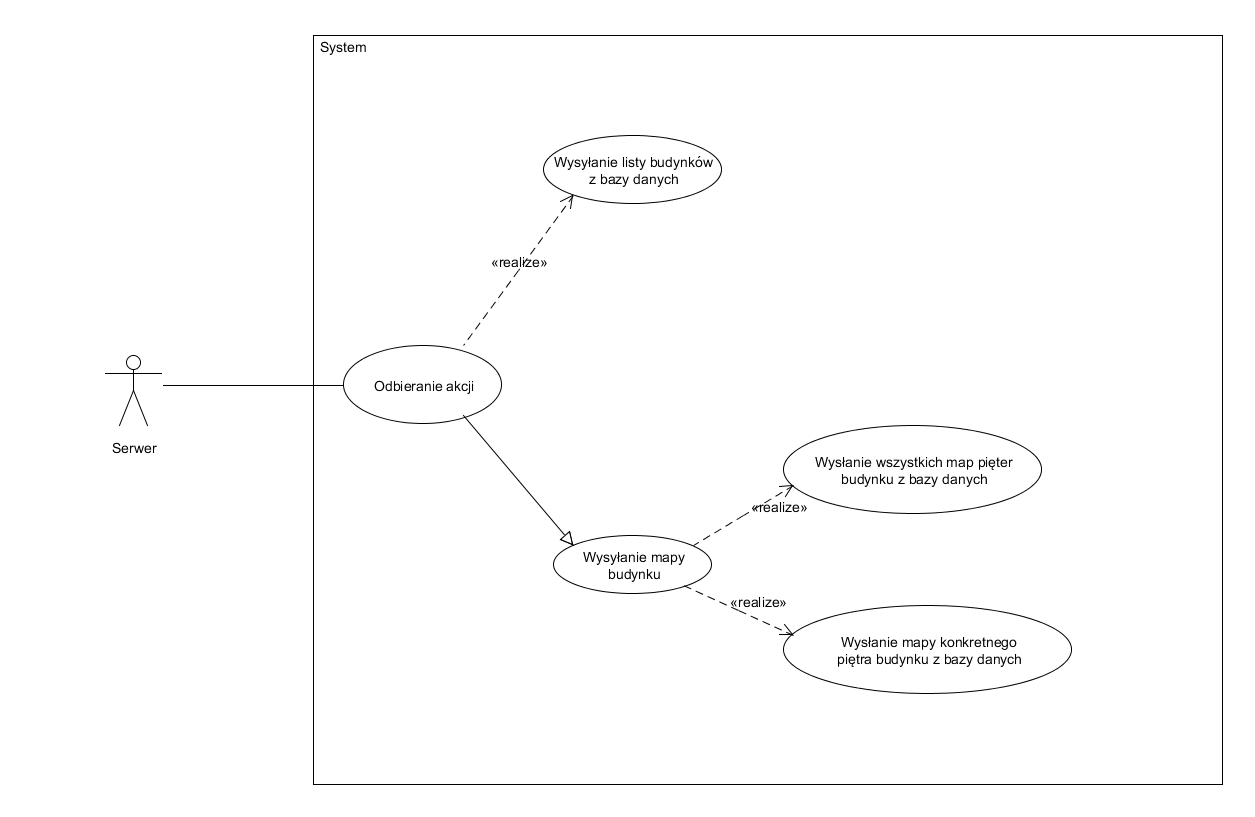 System
Wysyłanie listy budynków
z bazy danych
«realize»
Odbieranie akcji
Serwer
Wysłanie wszystkich map pięter
budynku z bazy danych
«realize»
Wysyłanie mapy
budynku
«realize»
Wysłanie mapy konkretnego
piętra budynku z bazy danych